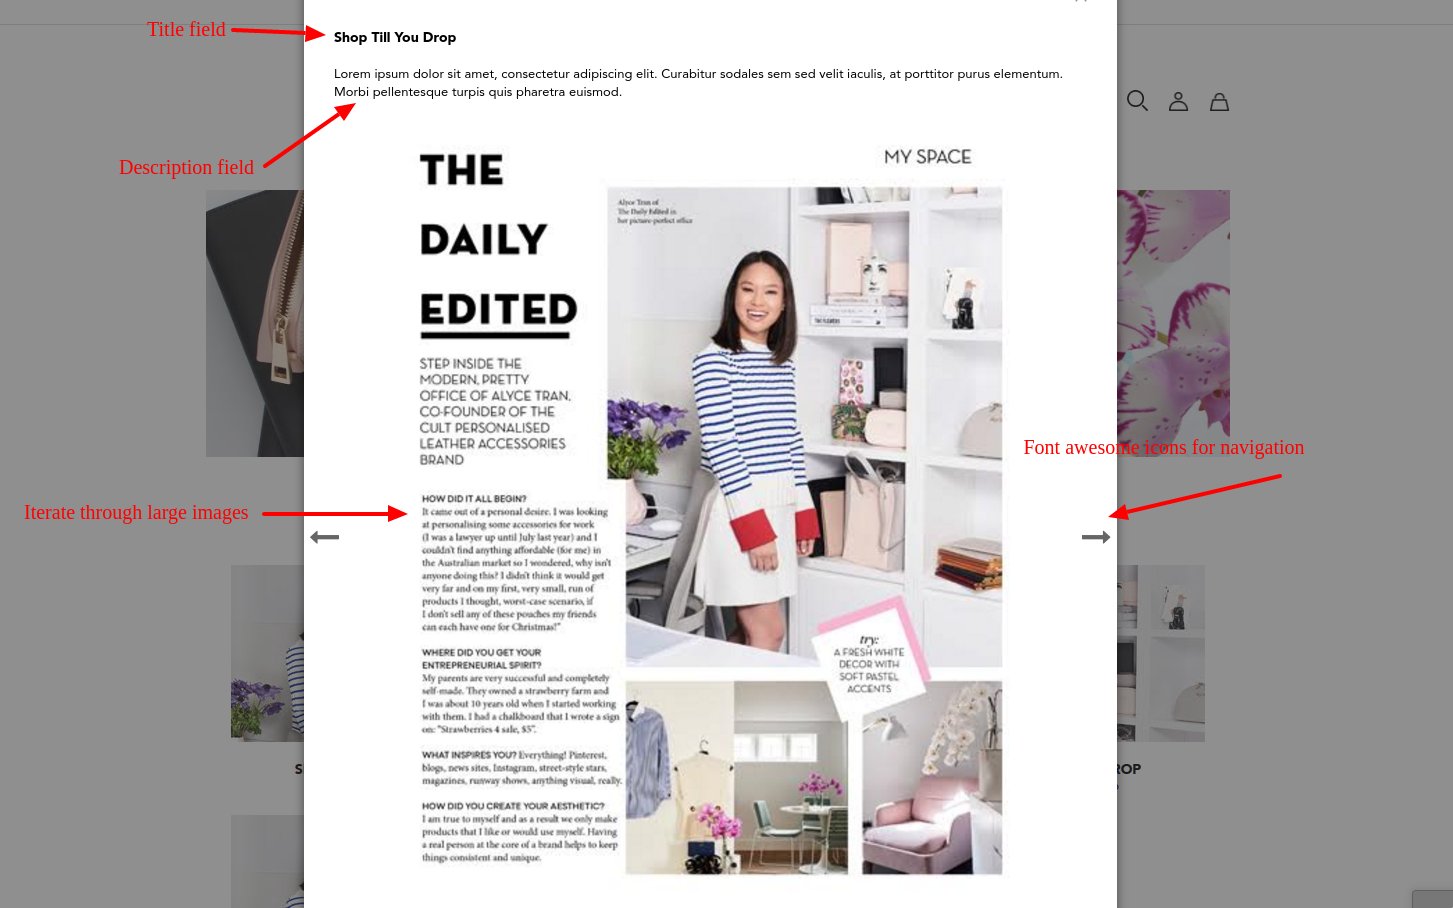 Title field
Shop Till You Drop
Lorem ipsum dolor sit amet, consectetur adipiscing elit. Curabitur sodales sem sed velit iaculis, at porttitor purus elementum.
Morbi pellentesque turpis quis pharetra euismod.
Description field
THE
DAILY
EDITED
MY SPACE
Alyce Tran of
The Daily Edited in
her picture-perfect office
STEP INSIDE THE
MODERN, PRETTY
OFFICE OF ALYCE TRAN,
CO-FOUNDER OF THE
CULT PERSONALISED
LEATHER ACCESSORIES
BRAND
Font awesome icons for navigation
Iterate through large images
HOW DID IT ALL BEGIN?
It came out of a personal desire. I was looking
at personalising some accessories for work
(I was a lawyer up until July last year) and I
couldn't find anything affordable (for me) in
the Australian market so I wondered, why isn't
anyone doing this? I didn't think it would get
very far and on my first, very small, run of
products I thought, worst-case scenario, if
I don't sell any of these pouches my friends
can each have one for Christmas!"
WHERE DID YOU GET YOUR
ENTREPRENEURIAL SPIRIT?
My parents are very successful and completely
self-made. They owned a strawberry farm and
I was about 10 years old when I started working
with them. I had a chalkboard that I wrote a sign
on: "Strawberries 4 sale, $5".
WHAT INSPIRES YOU? Everything! Pinterest,
blogs, news sites, Instagram, street-style stars,
magazines, runway shows, anything visual, really.
HOW DID YOU CREATE YOUR AESTHETIC?
I am true to myself and as a result we only make
products that I like or would use myself. Having
a real person at the core of a brand helps to keep
things consistent and unique.
try:
A FRESH WHITE
DECOR WITH
SOFT PASTEL
ACCENTS
S
ROP